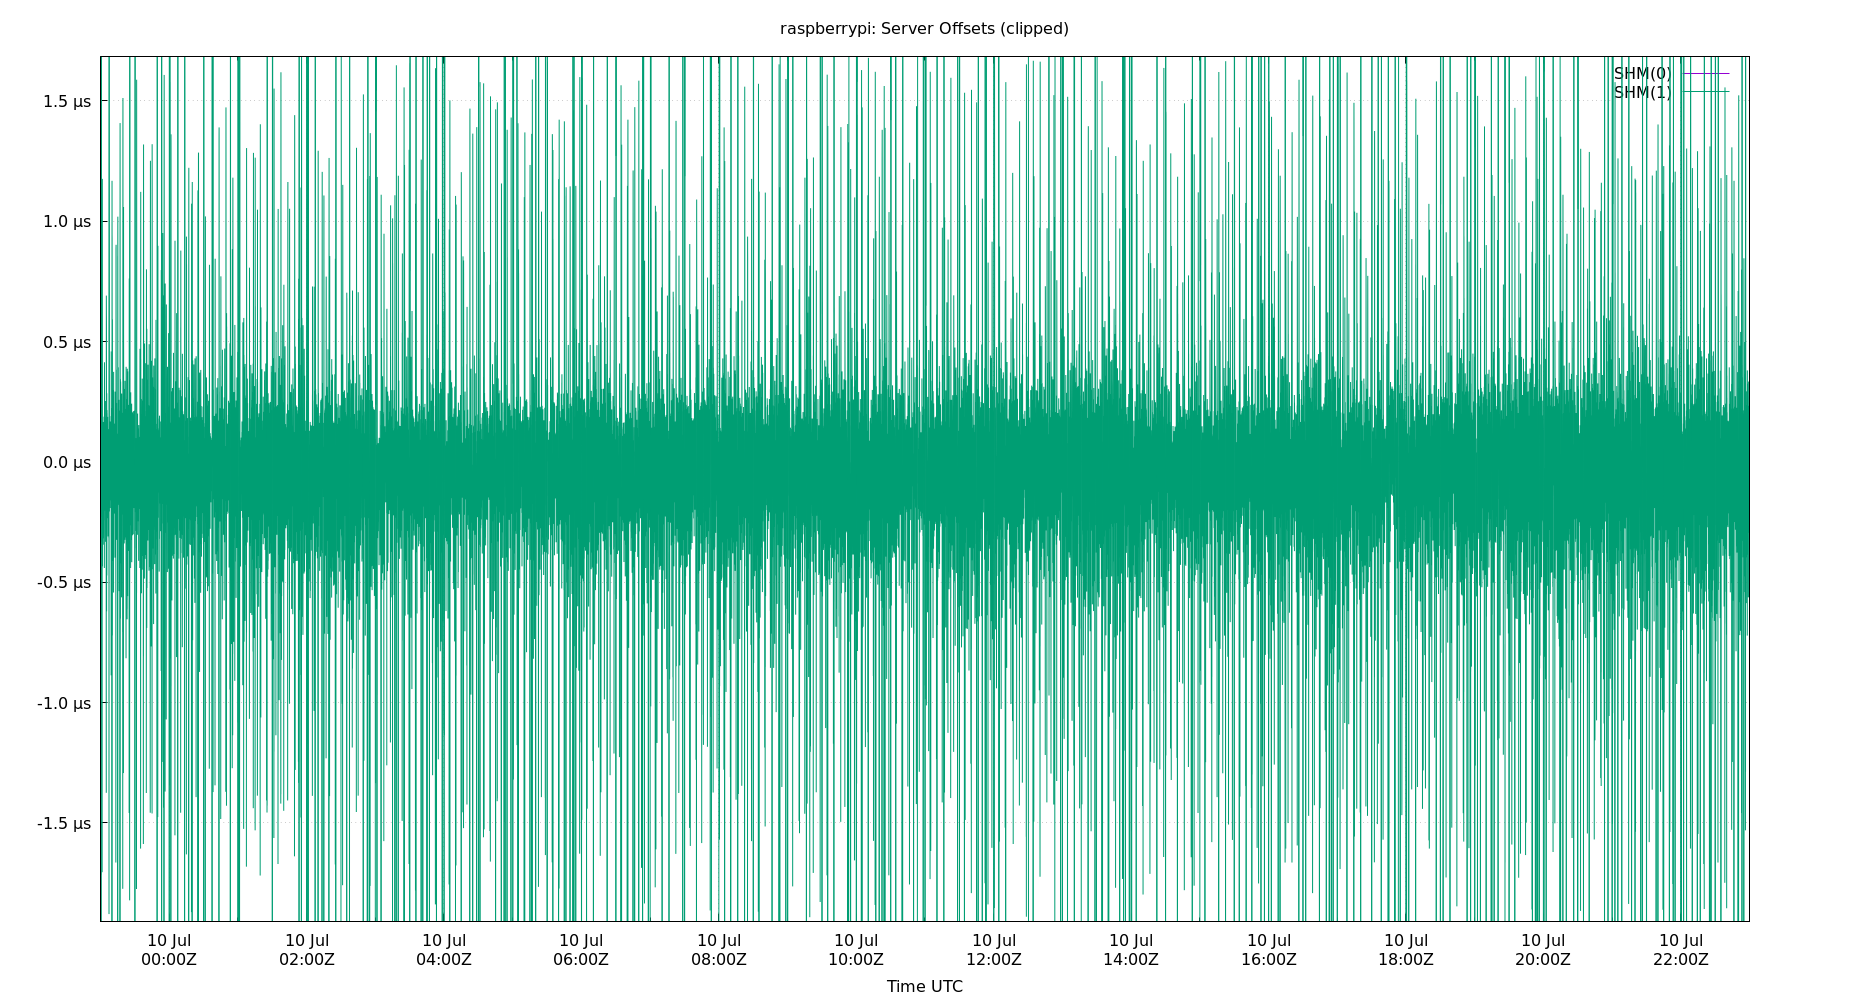 raspberrypi: Server Offsets (clipped)
SHM(0)
SHM(1)
1.5 µs
1.0 µs
0.5 µs
0.0 µs
-0.5 µs
-1.0 µs
-1.5 µs
10 Jul 10 Jul 10 Jul 10 Jul 10 Jul 10 Jul 10 Jul 10 Jul 10 Jul 10 Jul 10 Jul 10 Jul
00:00Z 02:00Z 04:00Z 06:00Z 08:00Z 10:00Z 12:00Z 14:00Z 16:00Z 18:00Z 20:00Z 22:00Z
Time UTC